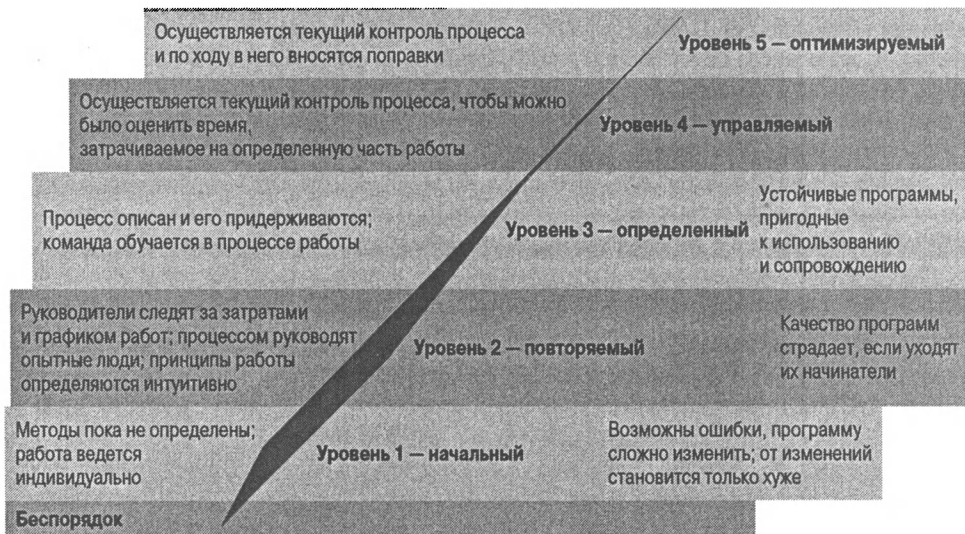 Осуществляется текущий контроль процесса
и по ходу в него вносятся поправки
Уровень 5 — оптимизируемый
Осуществляется текущий контроль процесса, чтобы можно
было оценить время,
затрачиваемое на определенную часть работы
Уровень 4 — управляемый
Процесс описан и его придерживаются;
команда обучается в процессе работы
Уровень 3 — определенный
Устойчивые программы,
пригодные
к использованию
и сопровождению
Руководители следят за затратами
и графиком работ; процессом руководят
опытные люди; принципы работы
определяются интуитивно
Уровень 2 — повторяемый
Качество программ
страдает, если уходят
их начинатели
Методы пока не определены;
работа ведется
индивидуально
Уровень 1 — начальный
Возможны ошибки, программу
сложно изменить; от изменений
становится только хуже
Беспорядок